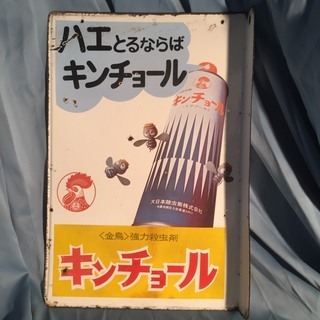 ハエとるならば
キンチョール
キンチョール
大日本除虫菊株式会社
〈金鳥〉強力殺虫剤
キンチョール